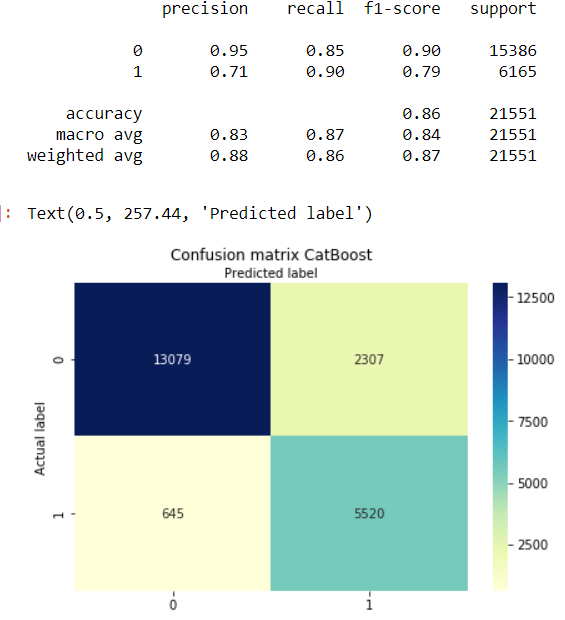 precision recall f1-score support
0 0.95 0.85 0.90 15386
1 0.71 0.90 0.79 6165
accuracy 0.86 21551
macro avg 0.83 0.87 0.84 21551
weighted avg 0.88 0.86 0.87 21551
]: Text(0.5, 257.44, 'Predicted label')
Confusion matrix CatBoost
Predicted label
12500
10000
7500
5000
2500
Actual label
0
13079 2307
1
645 5520
0 1